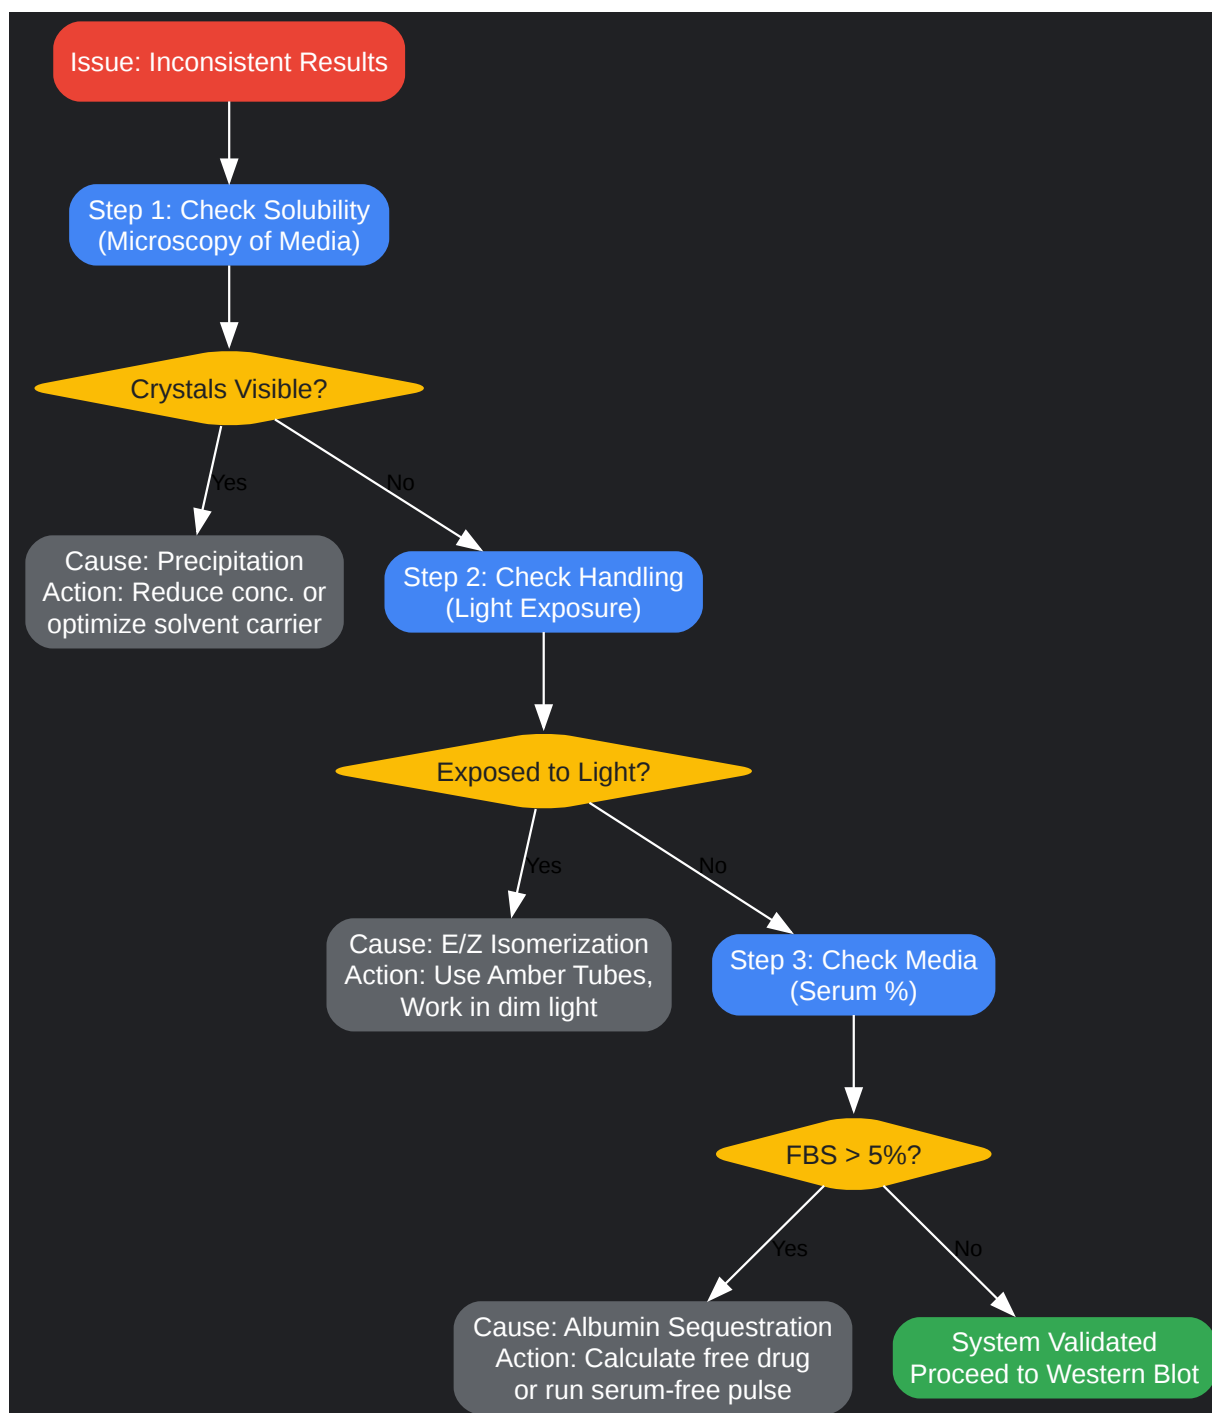 Issue: Inconsistent Results
Step 1: Check Solubility
(Microscopy of Media)
Crystals Visible?
Yes
No
Cause: Precipitation
Action: Reduce conc. or
optimize solvent carrier
Step 2: Check Handling
(Light Exposure)
Exposed to Light?
Yes
No
Cause: E/Z Isomerization
Action: Use Amber Tubes,
Work in dim light
Step 3: Check Media
(Serum %)
FBS > 5%?
Yes
No
Cause: Albumin Sequestration
Action: Calculate free drug
or run serum-free pulse
System Validated
Proceed to Western Blot